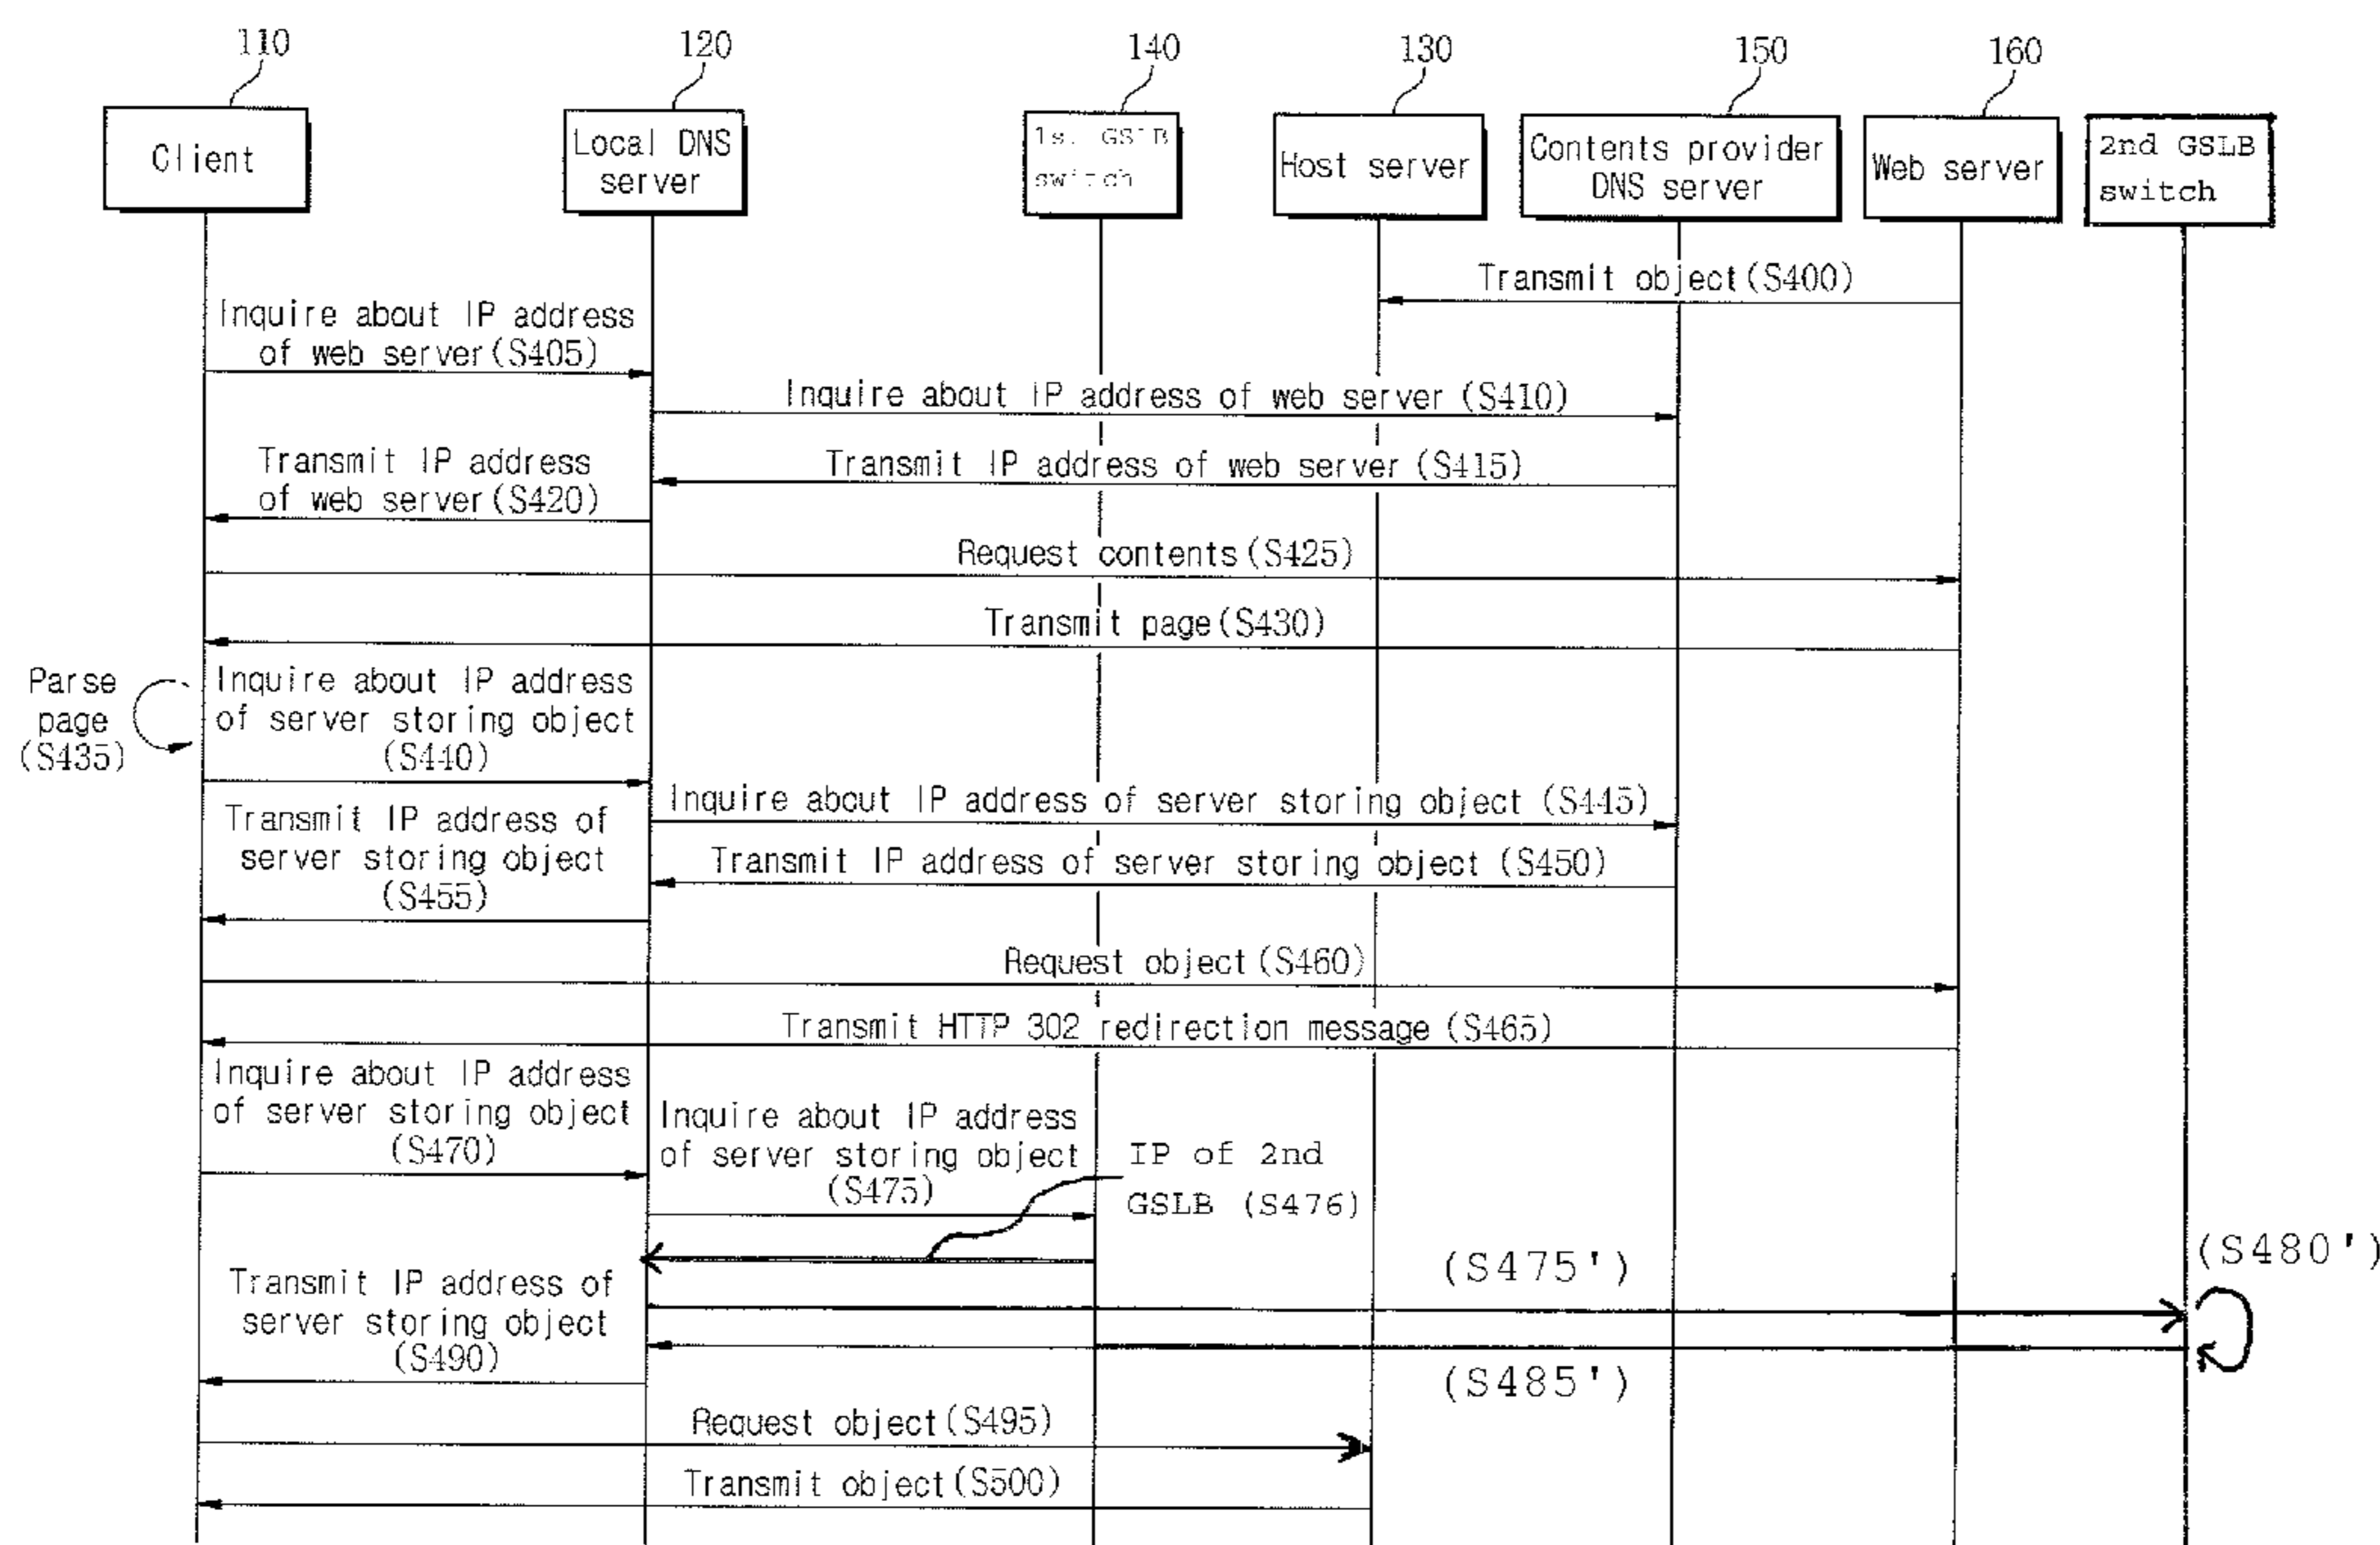 110
120
140
130
150
160
Client
Local DNS
server
1st GSLB
switch
Host server
Contents provider
DNS server
Web server
2nd GSLB
switch
Transmit object(S400)
Inquire about IP address
of web server(S405)
Inquire about IP address of web server (S410)
Transmit IP address of web server (S415)
Transmit IP address
of web server(S420)
Request contents(S425)
Transmit page(S430)
Parse
page
(S435)
Inquire about IP address
of server storing object
(S440)
Inquire about IP address of server storing object (S445)
Transmit IP address of server storing object (S450)
Transmit IP address of
server storing object
(S455)
Request object(S460)
Transmit HTTP 302 redirection message (S465)
Inquire about IP address
of server storing object
(S470)
Inquire about IP address
of server storing object
(S475)
IP of 2nd
GSLB (S476)
(S475')
(S480')
(S485')
Transmit IP address of
server storing object
(S490)
Request object(S495)
Transmit object(S500)